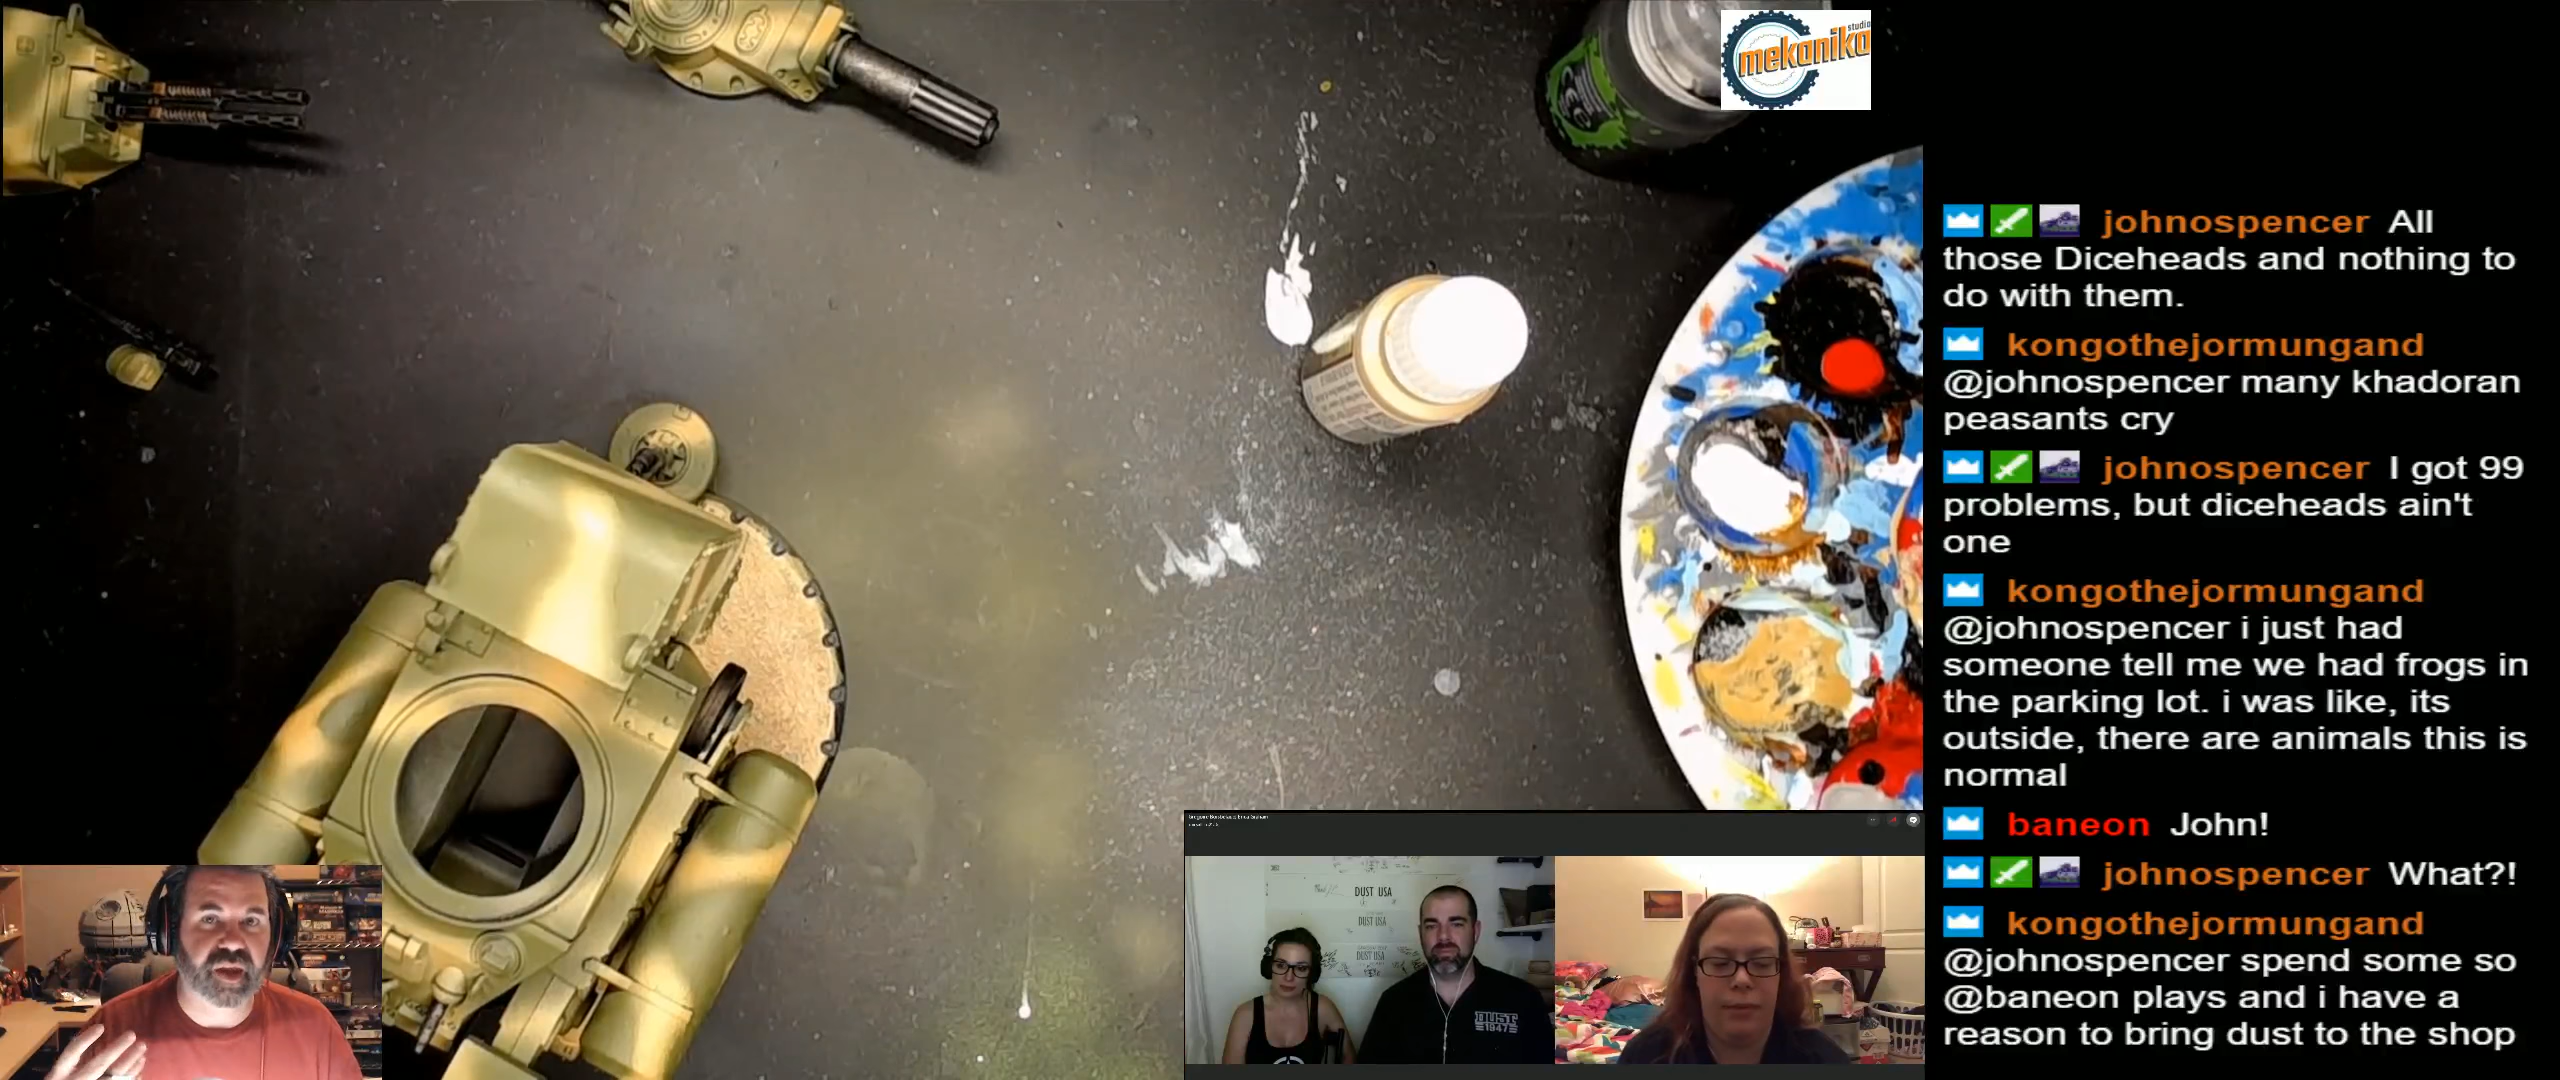 studio
mekanika
johnospencer All
those Diceheads and nothing to
do with them.
kongothejormungand
@johnospencer many khadoran
peasants cry
johnospencer I got 99
problems, but diceheads ain't
one
kongothejormungand
@johnospencer i just had
someone tell me we had frogs in
the parking lot. i was like, its
outside, there are animals this is
normal
baneon John!
johnospencer What?!
kongothejormungand
@johnospencer spend some so
@baneon plays and i have a
reason to bring dust to the shop
DUST USA
DUST USA
DUST USA
DUST
1947